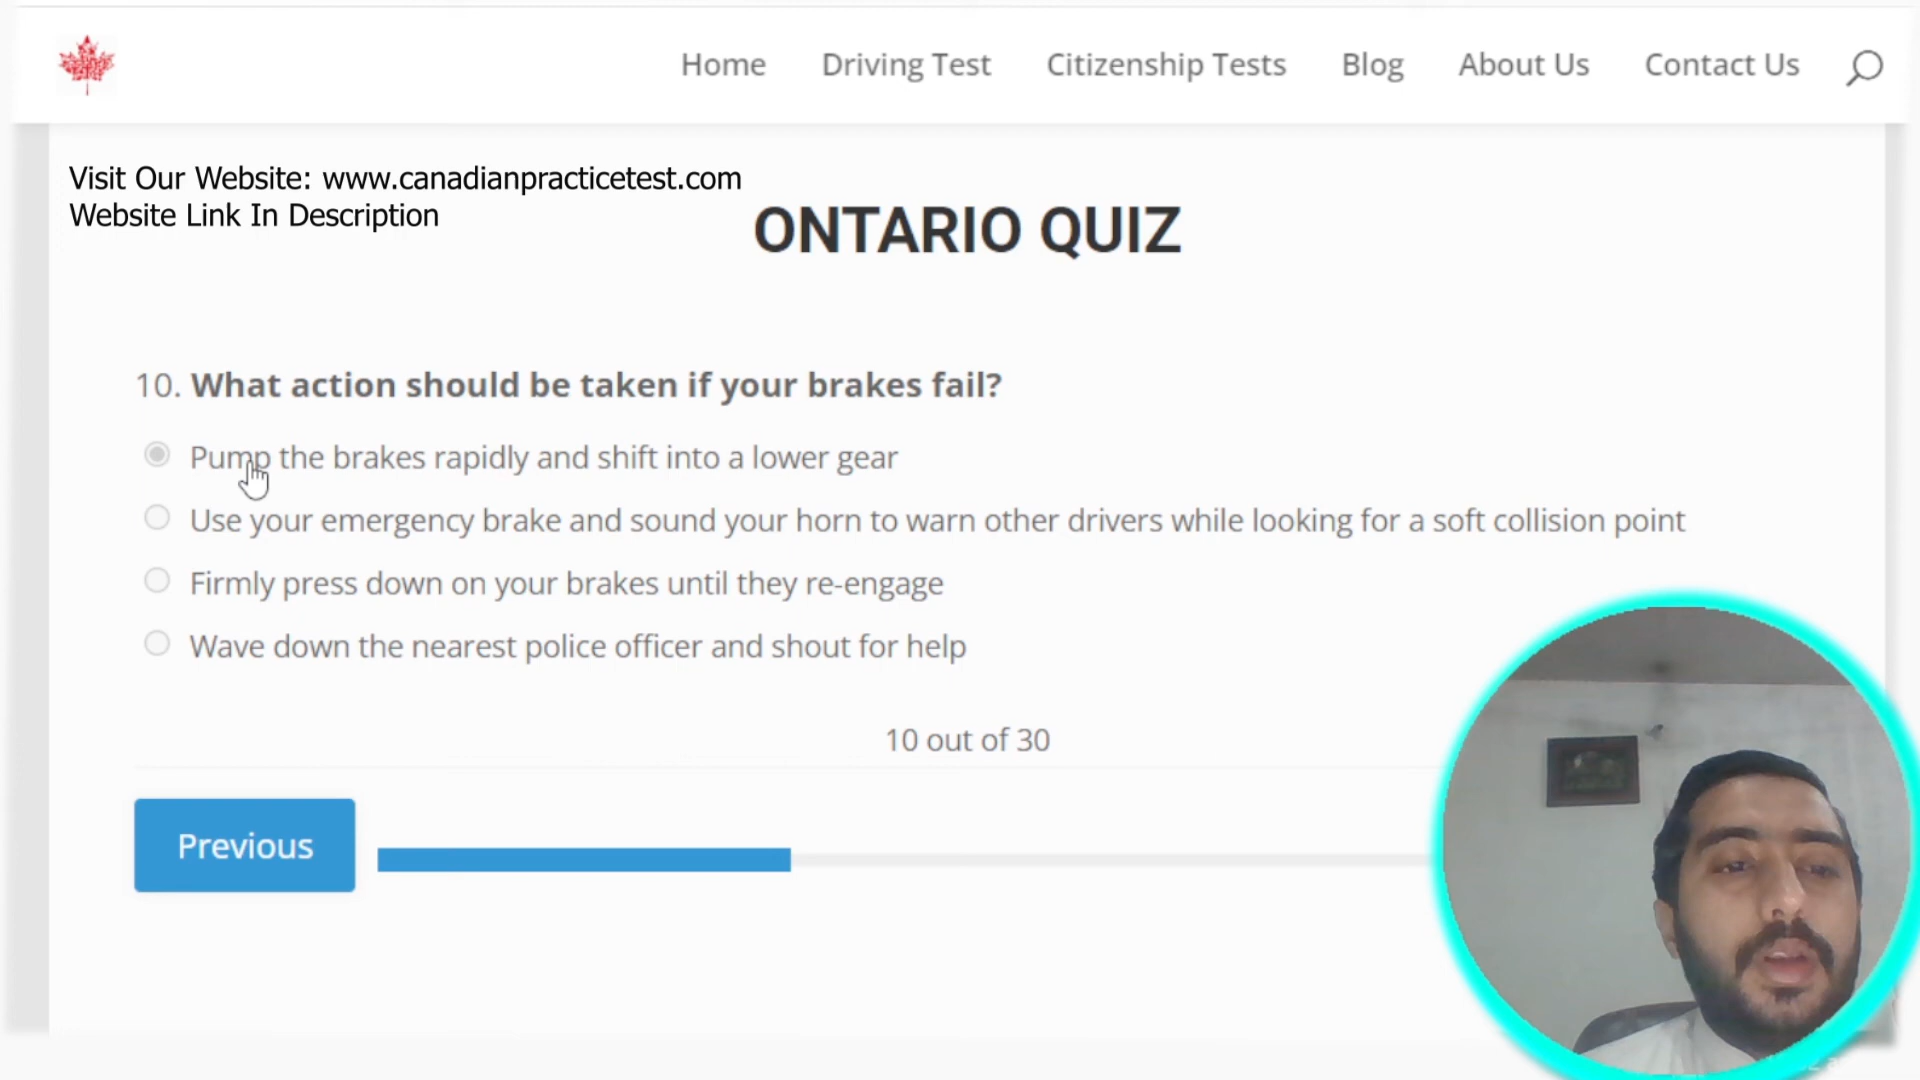 Home Driving Test Citizenship Tests Blog About Us Contact Us
Visit Our Website: www.canadianpracticetest.com
Website Link In Description
ONTARIO QUIZ
10. What action should be taken if your brakes fail?
Pump the brakes rapidly and shift into a lower gear
Use your emergency brake and sound your horn to warn other drivers while looking for a soft collision point
Firmly press down on your brakes until they re-engage
Wave down the nearest police officer and shout for help
10 out of 30
Previous